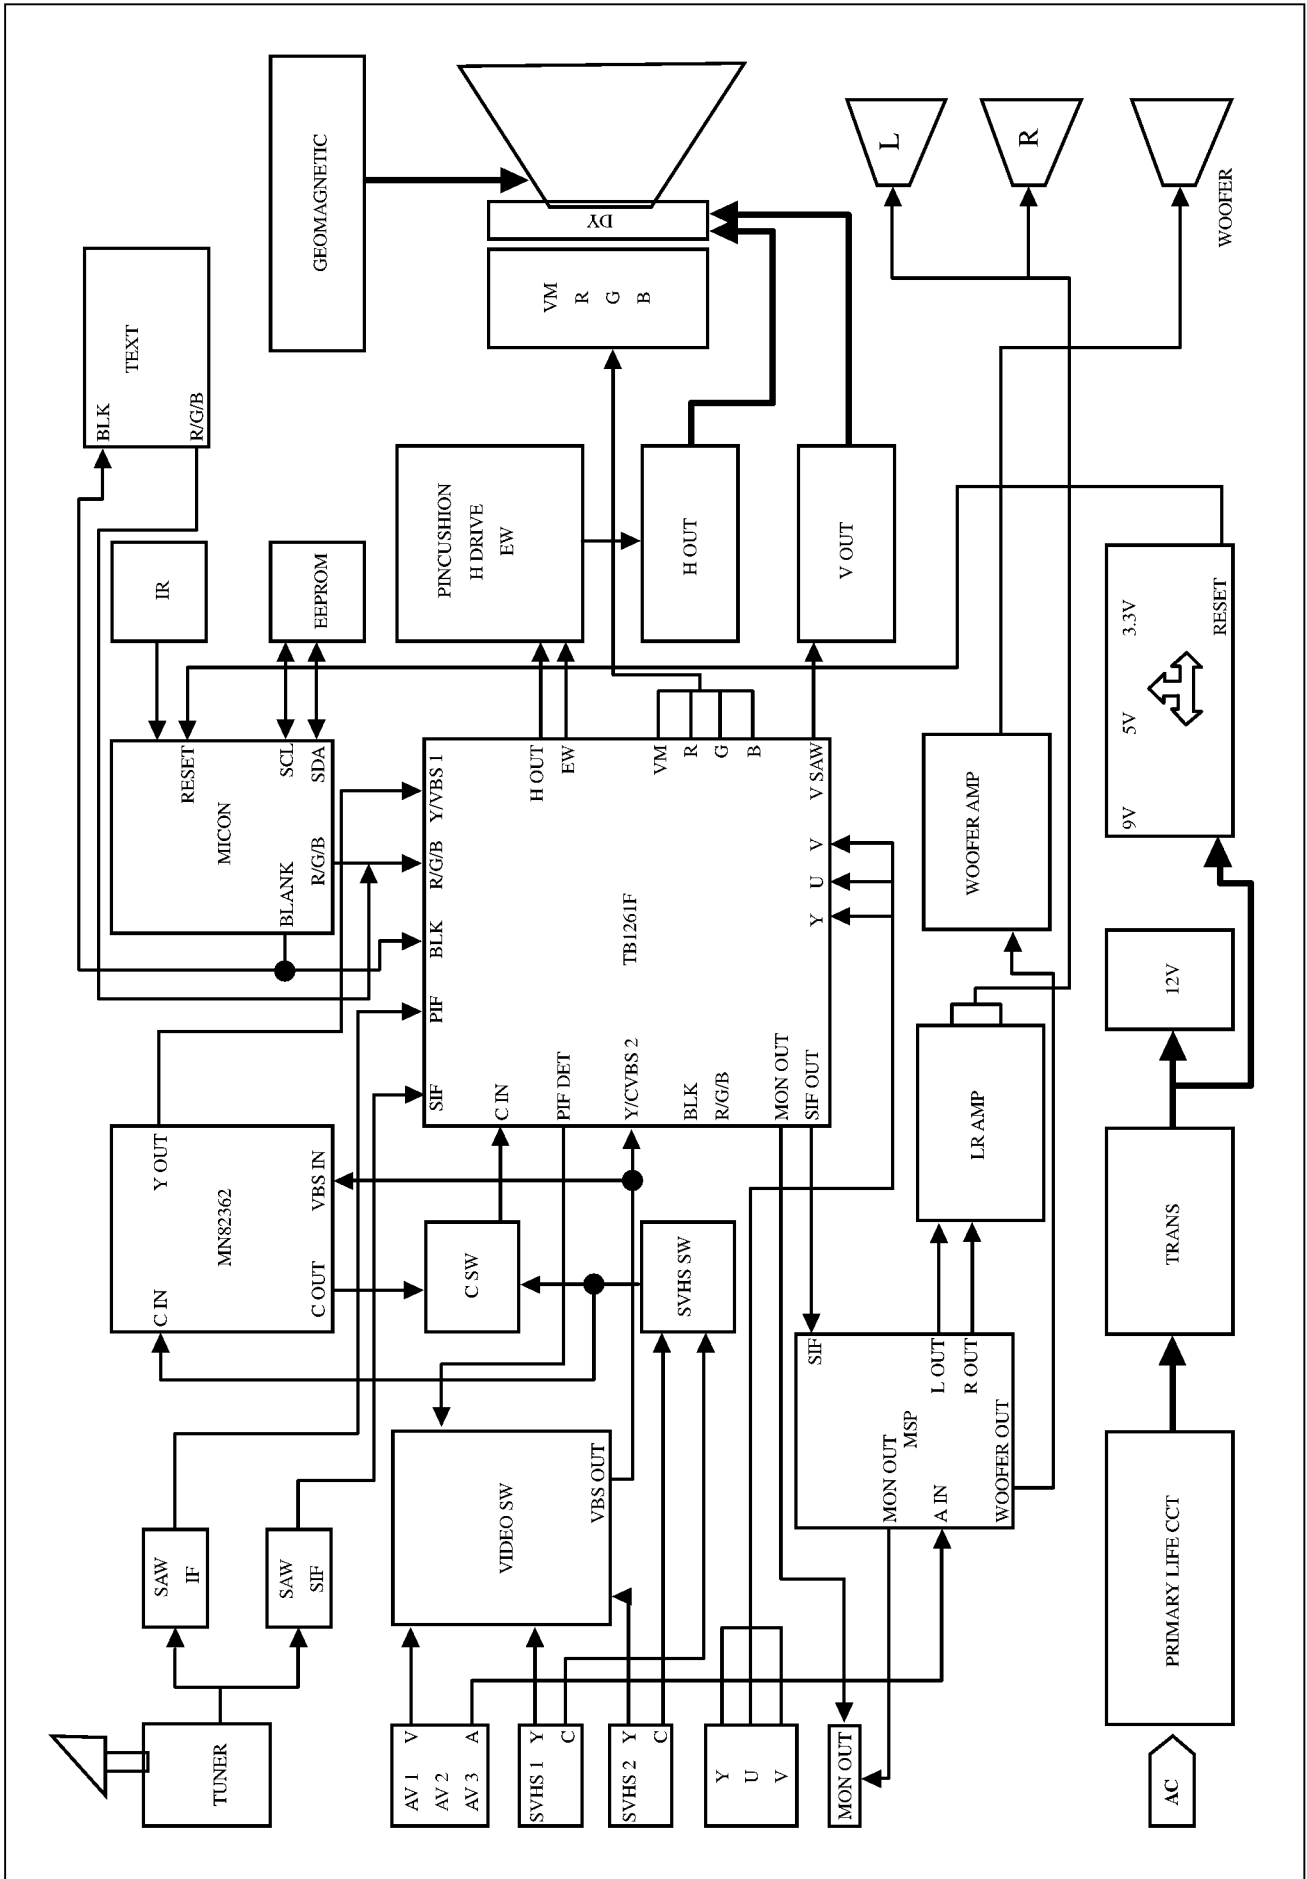 TUNER
SAW
IF
SAW
SIF
C IN
MN82362
Y OUT
C OUT
VBS IN
RESET
MICON
SCL
SDA
BLANK
R/G/B
IR
EEPROM
BLK
TEXT
R/G/B
GEOMAGNETIC
AV 1
V
AV 2
AV 3
A
SVHS 1
Y
C
SVHS 2
Y
C
Y
U
V
MON OUT
VIDEO SW
VBS OUT
C SW
SVHS SW
SIF
PIF
BLK
R/G/B
Y/VBS 1
C IN
PIF DET
Y/CVBS 2
BLK
R/G/B
MON OUT
SIF OUT
TB1261F
H OUT
EW
VM
R
G
B
V SAW
Y
U
V
PINCUSHION
H DRIVE
EW
H OUT
V OUT
VM
R
G
B
DY
SIF
MON OUT
MSP
A IN
L OUT
R OUT
WOOFER OUT
LR AMP
WOOFER AMP
L
R
WOOFER
AC
PRIMARY LIFE CCT
TRANS
12V
9V
5V
3.3V
RESET